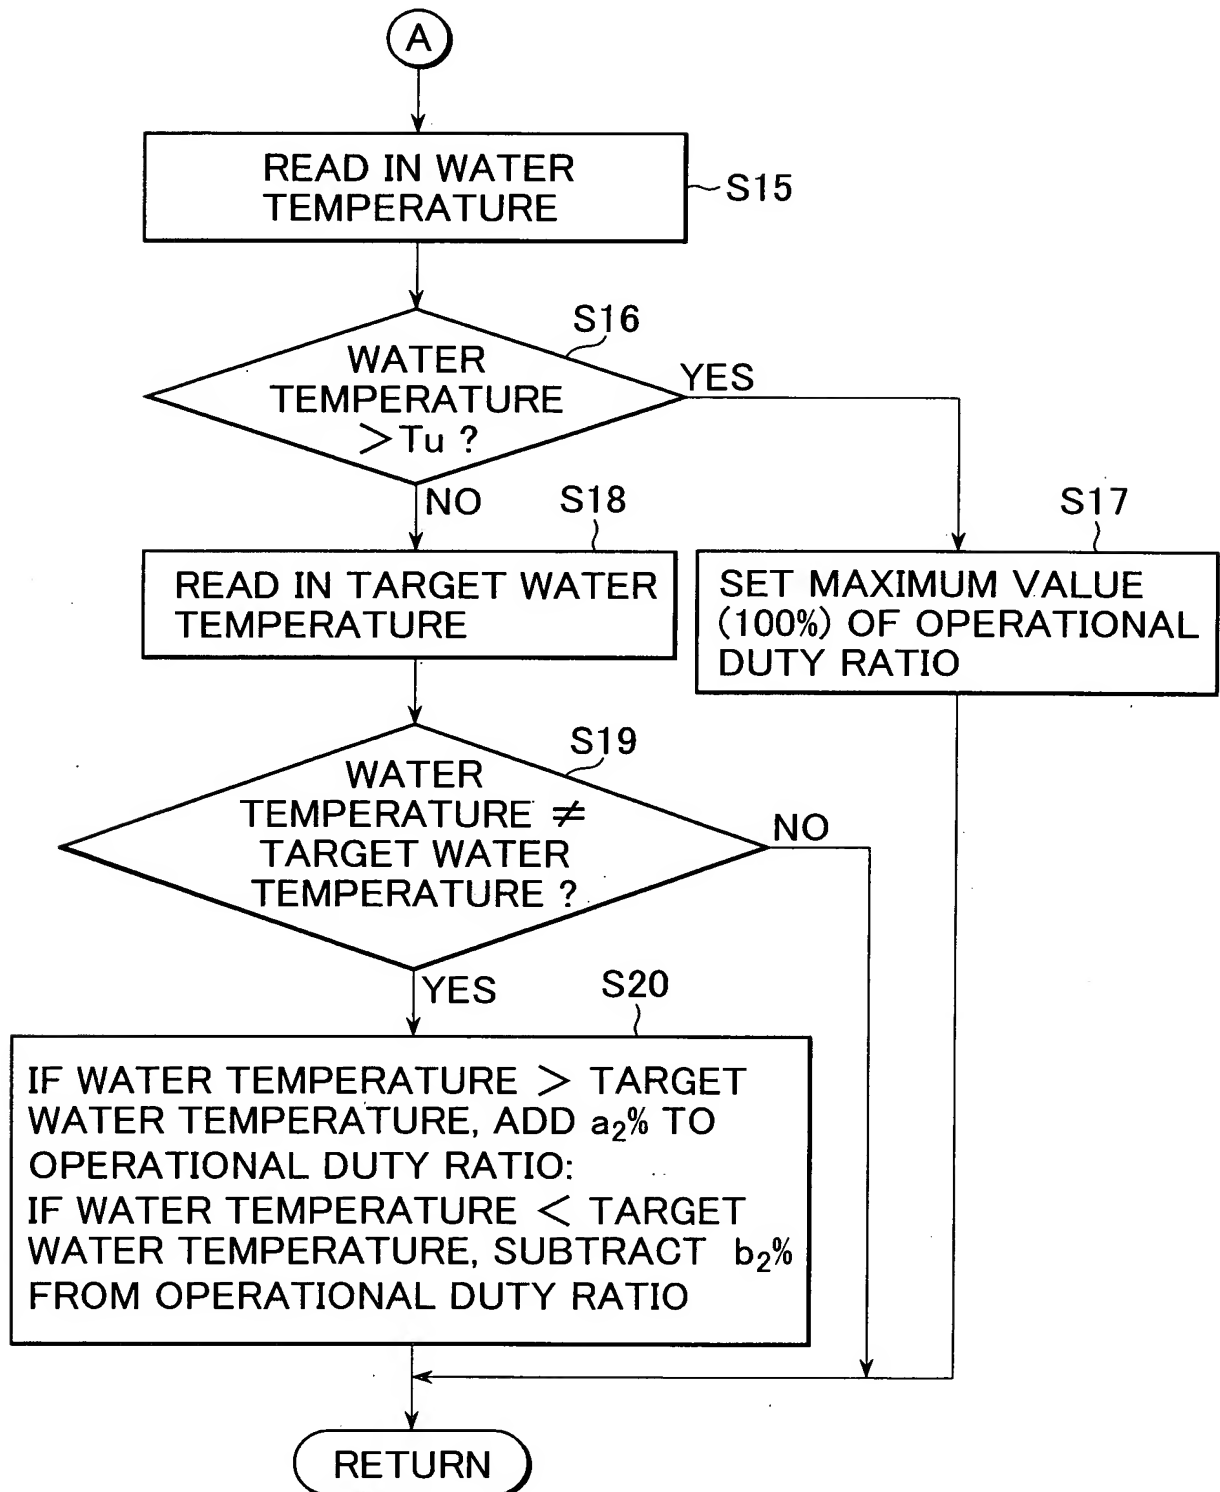 A
READ IN WATER
TEMPERATURE
S15
S16
WATER
TEMPERATURE
> Tu ?
YES
NO
S18
S17
READ IN TARGET WATER
TEMPERATURE
SET MAXIMUM VALUE
(100%) OF OPERATIONAL
DUTY RATIO
S19
WATER
TEMPERATURE ≠
TARGET WATER
TEMPERATURE ?
NO
YES
S20
IF WATER TEMPERATURE > TARGET
WATER TEMPERATURE, ADD a₂% TO
OPERATIONAL DUTY RATIO:
IF WATER TEMPERATURE < TARGET
WATER TEMPERATURE, SUBTRACT b₂%
FROM OPERATIONAL DUTY RATIO
RETURN